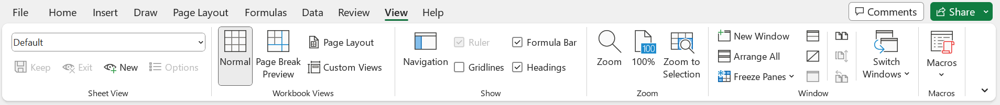 File Home Insert Draw Page Layout Formulas Data Review View Help Comments Share
Default
Keep Exit New Options
Sheet View
Normal
Page Break
Preview
Page Layout
Custom Views
Workbook Views
Navigation
Ruler
Gridlines
Formula Bar
Headings
Show
Zoom
100
100%
Zoom to
Selection
Zoom
New Window
Arrange All
Freeze Panes
Switch
Windows
Window
Macros
Macros